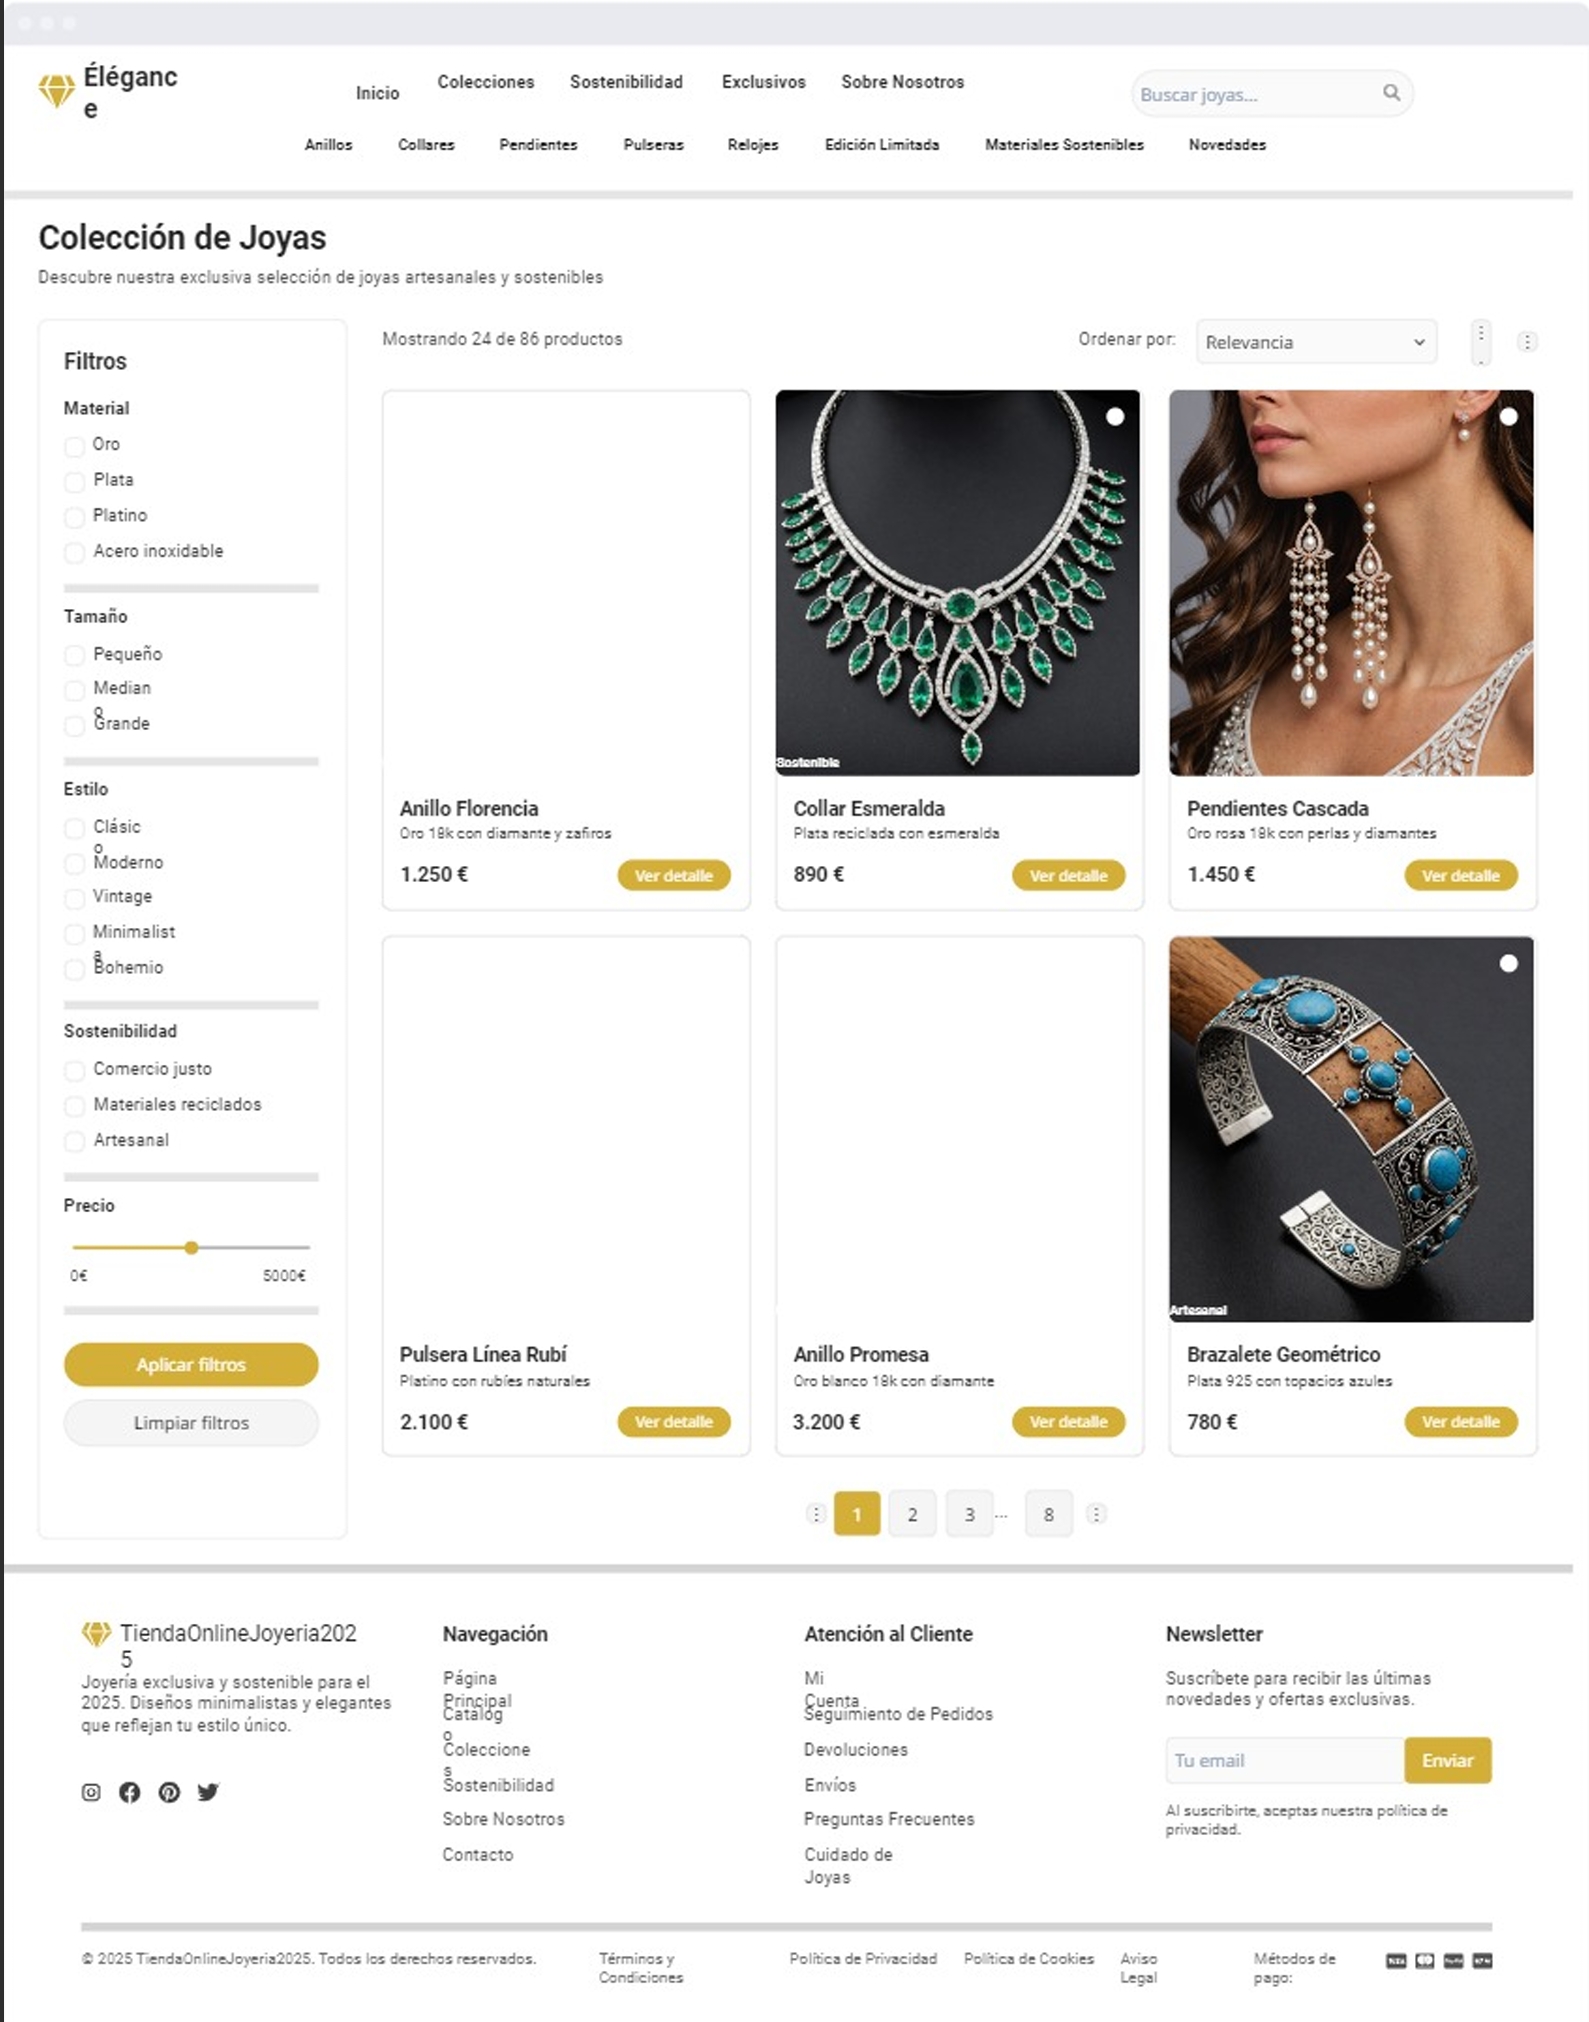 Éléganc
e
Inicio
Colecciones
Sostenibilidad
Exclusivos
Sobre Nosotros
Buscar joyas...
Anillos
Collares
Pendientes
Pulseras
Relojes
Edición Limitada
Materiales Sostenibles
Novedades
Colección de Joyas
Descubre nuestra exclusiva selección de joyas artesanales y sostenibles
Filtros
Material
Oro
Plata
Platino
Acero inoxidable
Tamaño
Pequeño
Median
o
Grande
Estilo
Clásic
o
Moderno
Vintage
Minimalist
a
Bohemio
Sostenibilidad
Comercio justo
Materiales reciclados
Artesanal
Precio
0€
5000€
Aplicar filtros
Limpiar filtros
Mostrando 24 de 86 productos
Ordenar por:
Relevancia
Anillo Florencia
Oro 18k con diamante y zafiros
1.250 €
Ver detalle
Sostenible
Collar Esmeralda
Plata reciclada con esmeralda
890 €
Ver detalle
Pendientes Cascada
Oro rosa 18k con perlas y diamantes
1.450 €
Ver detalle
Pulsera Línea Rubí
Platino con rubíes naturales
2.100 €
Ver detalle
Anillo Promesa
Oro blanco 18k con diamante
3.200 €
Ver detalle
Artesanal
Brazalete Geométrico
Plata 925 con topacios azules
780 €
Ver detalle
1
2
3
...
8
TiendaOnlineJoyeria202
5
Joyería exclusiva y sostenible para el
2025. Diseños minimalistas y elegantes
que reflejan tu estilo único.
Navegación
Página
Principal
Catálog
o
Coleccione
s
Sostenibilidad
Sobre Nosotros
Contacto
Atención al Cliente
Mi
Cuenta
Seguimiento de Pedidos
Devoluciones
Envíos
Preguntas Frecuentes
Cuidado de
Joyas
Newsletter
Suscríbete para recibir las últimas
novedades y ofertas exclusivas.
Tu email
Enviar
Al suscribirte, aceptas nuestra política de
privacidad.
© 2025 TiendaOnlineJoyeria2025. Todos los derechos reservados.
Términos y
Condiciones
Política de Privacidad
Política de Cookies
Aviso
Legal
Métodos de
pago:
VISA